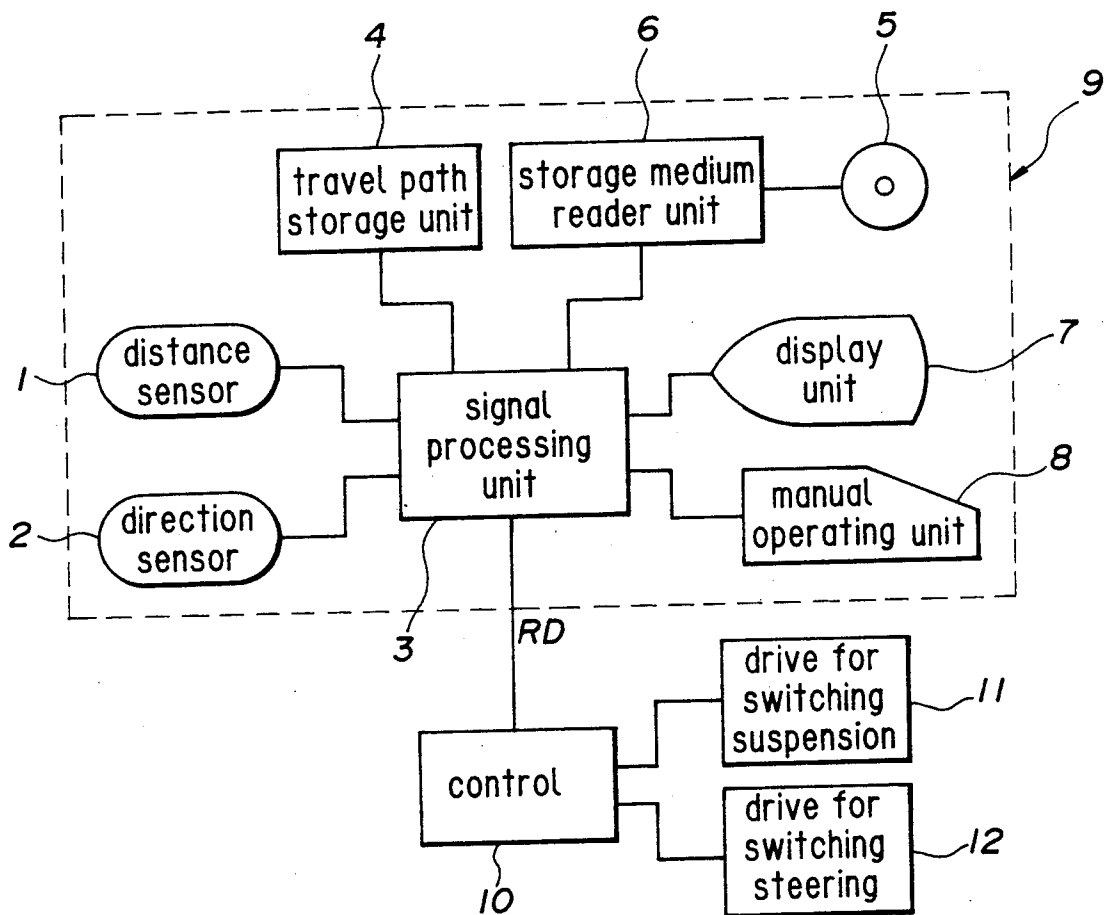 4
6
5
9
travel path
storage unit
storage medium
reader unit
1
distance
sensor
display
unit
7
signal
processing
unit
2
direction
sensor
manual
operating unit
8
3
RD
drive for
switching
suspension
11
control
10
drive for
switching
steering
12